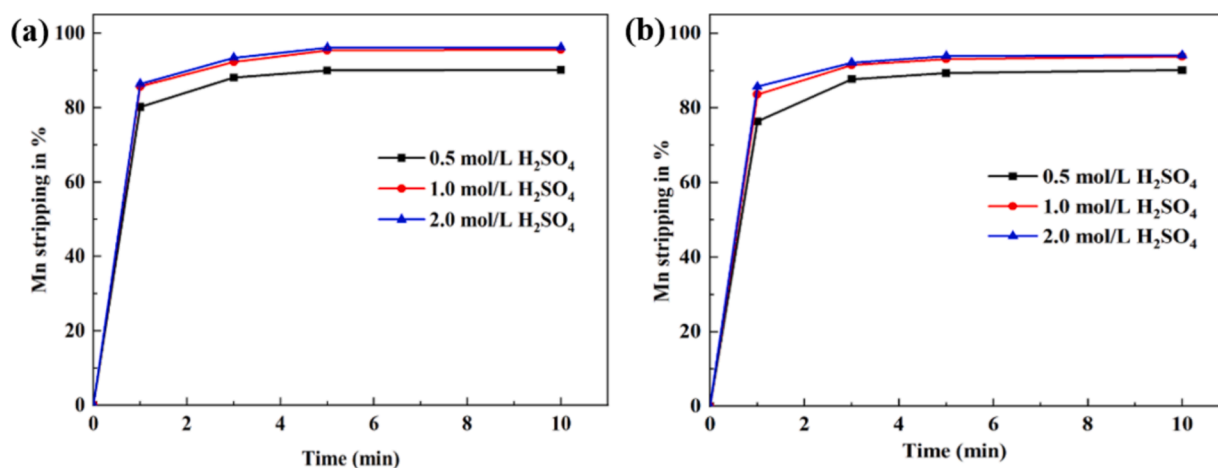 (a)
100
80
60
40
20
0
Mn stripping in %
0.5 mol/L H₂SO₄
1.0 mol/L H₂SO₄
2.0 mol/L H₂SO₄
0 2 4 6 8 10
Time (min)
(b)
100
80
60
40
20
0
Mn stripping in %
0.5 mol/L H₂SO₄
1.0 mol/L H₂SO₄
2.0 mol/L H₂SO₄
0 2 4 6 8 10
Time (min)